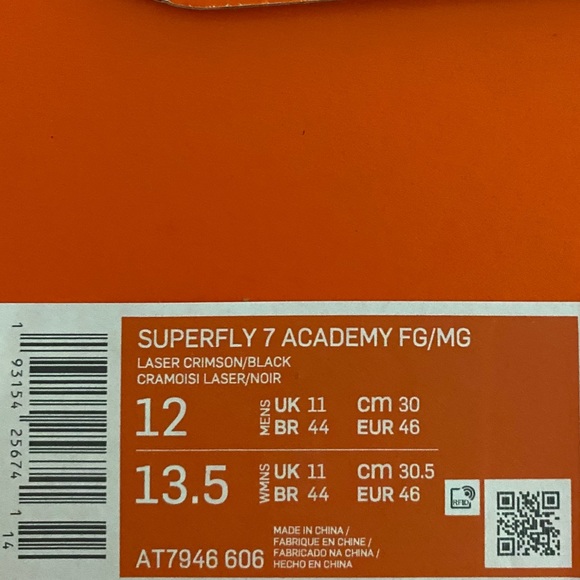 SUPERFLY 7 ACADEMY FG/MG
LASER CRIMSON/BLACK
CRAMOISI LASER/NOIR
12 MENS UK 11 cm 30
BR 44 EUR 46
13.5 WMNS UK 11 cm 30.5
BR 44 EUR 46
RFID
MADE IN CHINA /
FABRIQUE EN CHINE /
FABRICADO NA CHINA /
HECHO EN CHINA
AT7946 606
1 93154 25674 1 14